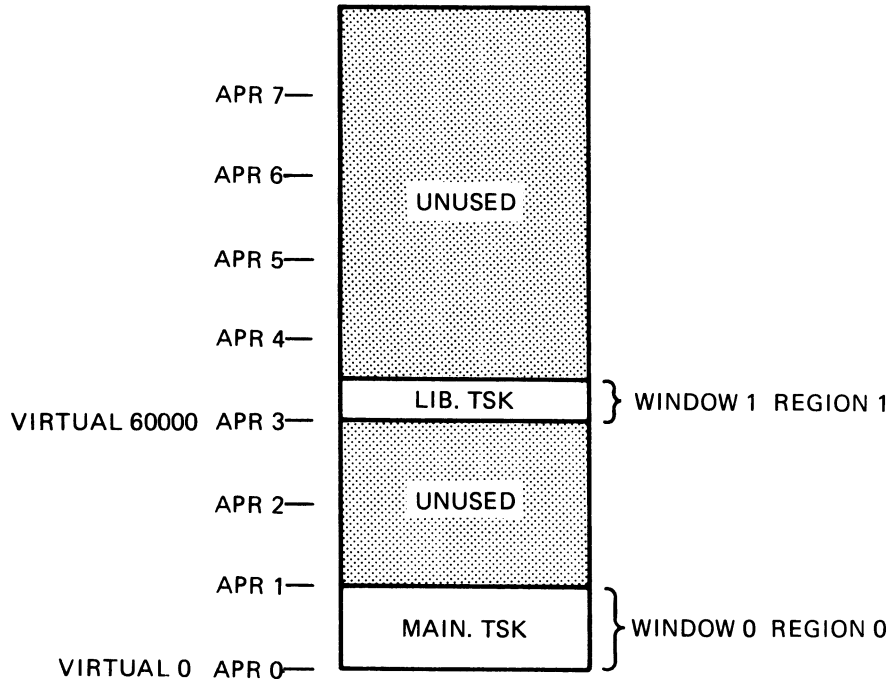 APR 7
APR 6
UNUSED
APR 5
APR 4
LIB. TSK
WINDOW 1 REGION 1
VIRTUAL 60000 APR 3
APR 2
UNUSED
APR 1
MAIN. TSK
WINDOW 0 REGION 0
VIRTUAL 0 APR 0